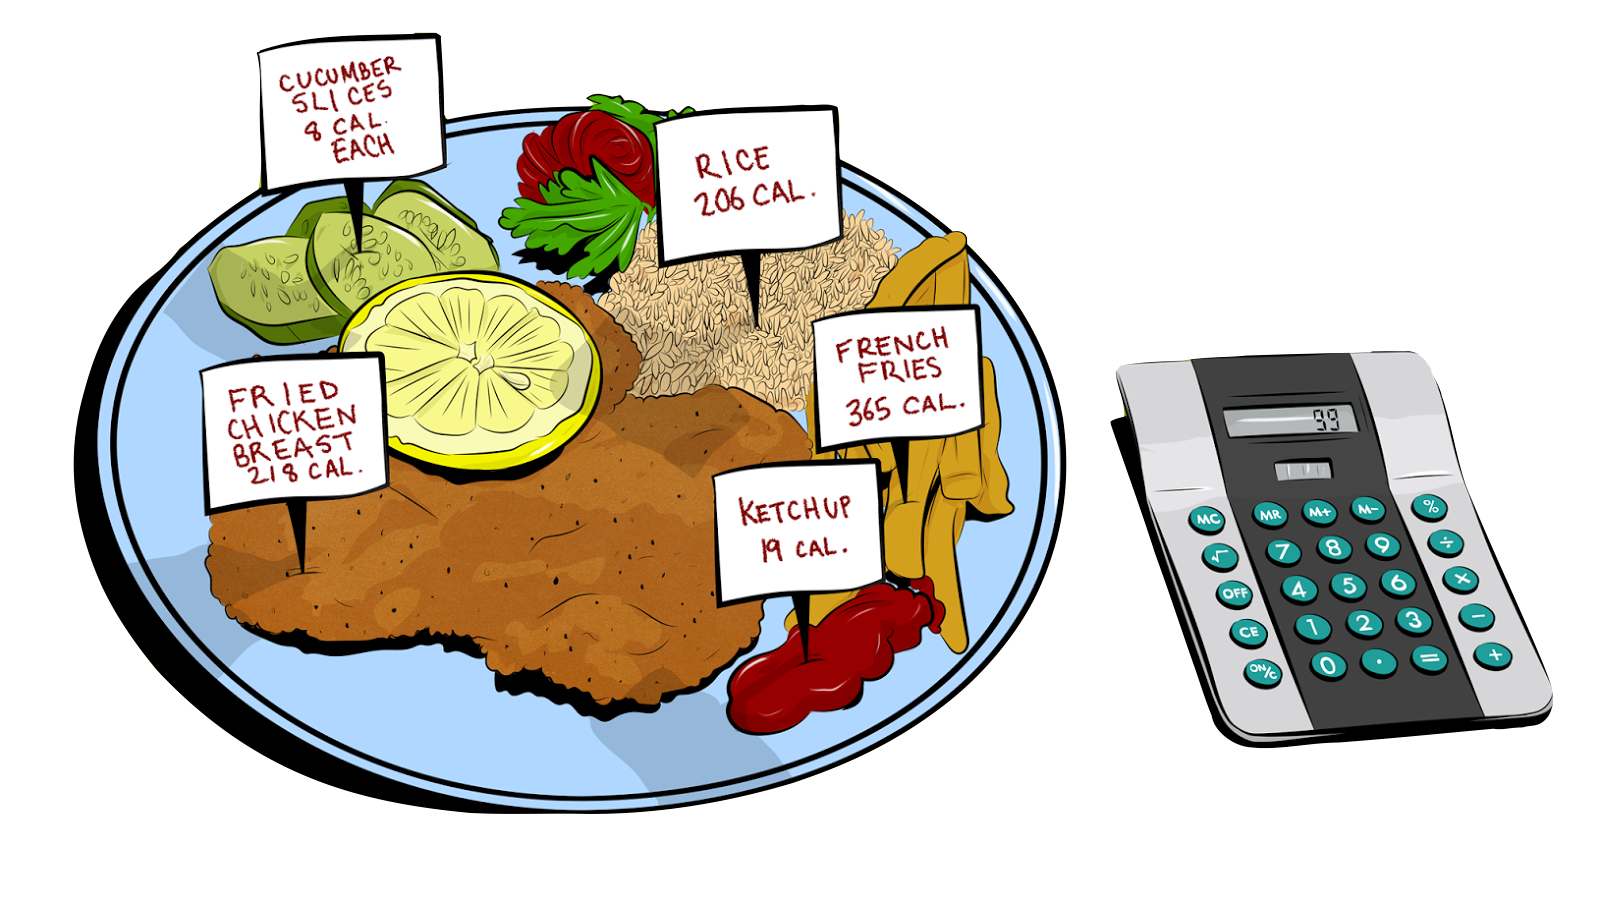 CUCUMBER
SLICES
8 CAL.
EACH
RICE
206 CAL.
FRENCH
FRIES
365 CAL.
FRIED
CHICKEN
BREAST
218 CAL.
KETCHUP
19 CAL.
99
MC MR M+ M- %
√ 7 8 9 ÷
OFF 4 5 6 ×
CE 1 2 3 −
ON/C 0 . = +